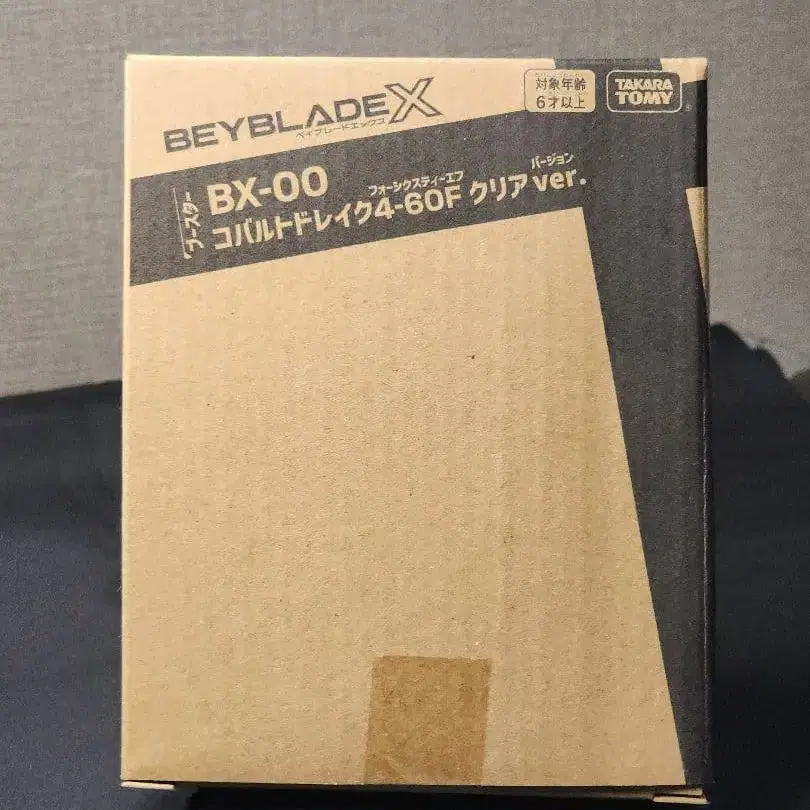 BEYBLADE X
ベイブレードエックス
対象年齢
6才以上
TAKARA
TOMY
ブースター
BX-00
フォーシックスティーエフ
バージョン
コバルトドレイク4-60F クリアver.